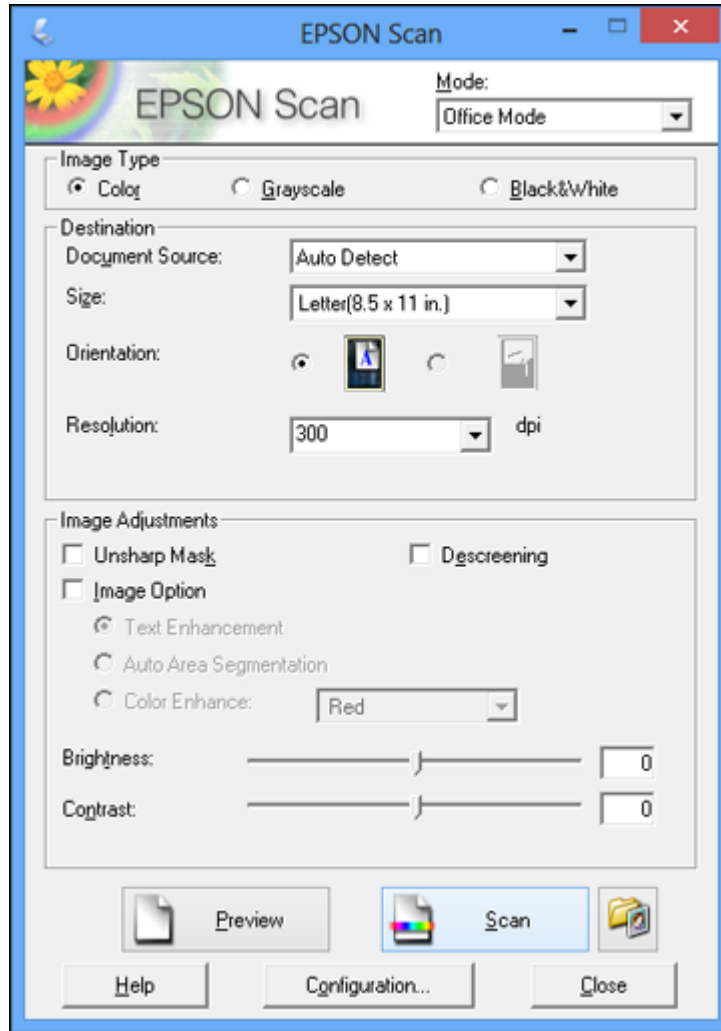 EPSON Scan
EPSON Scan
Mode:
Office Mode
Image Type
Color Grayscale Black&White
Destination
Document Source: Auto Detect
Size: Letter(8.5 x 11 in.)
Orientation: A
Resolution: 300 dpi
Image Adjustments
Unsharp Mask Descreening
Image Option
Text Enhancement
Auto Area Segmentation
Color Enhance: Red
Brightness: 0
Contrast: 0
Preview Scan
Help Configuration... Close